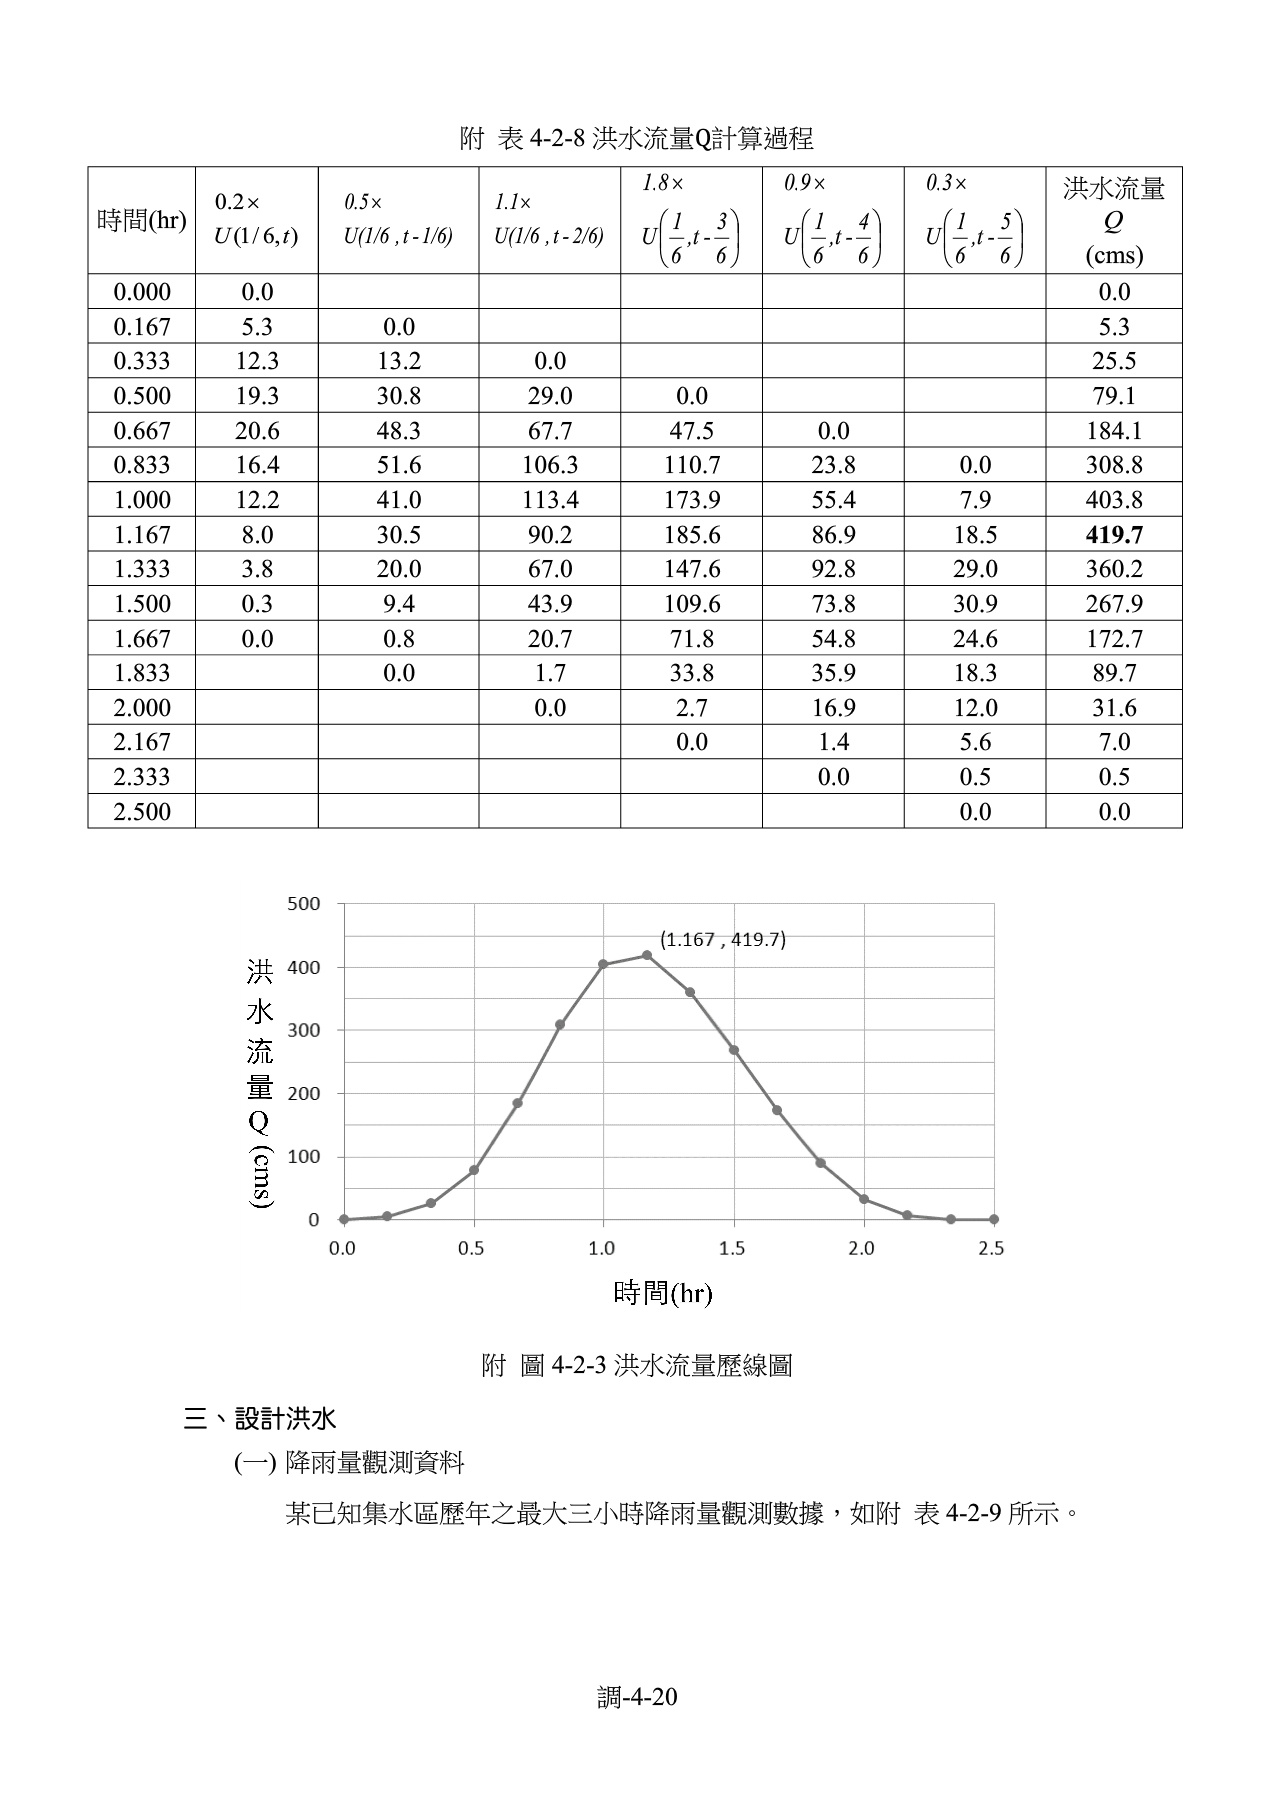 附 表 4-2-8 洪水流量Q計算過程
時間(hr) 0.2× U(1/6,t) 0.5× U(1/6 ,t-1/6) 1.1× U(1/6 ,t-2/6) 1.8× U(1/6,t-3/6) 0.9× U(1/6,t-4/6) 0.3× U(1/6,t-5/6) 洪水流量 Q (cms)
0.000 0.0 0.0
0.167 5.3 0.0 5.3
0.333 12.3 13.2 0.0 25.5
0.500 19.3 30.8 29.0 0.0 79.1
0.667 20.6 48.3 67.7 47.5 0.0 184.1
0.833 16.4 51.6 106.3 110.7 23.8 0.0 308.8
1.000 12.2 41.0 113.4 173.9 55.4 7.9 403.8
1.167 8.0 30.5 90.2 185.6 86.9 18.5 419.7
1.333 3.8 20.0 67.0 147.6 92.8 29.0 360.2
1.500 0.3 9.4 43.9 109.6 73.8 30.9 267.9
1.667 0.0 0.8 20.7 71.8 54.8 24.6 172.7
1.833 0.0 1.7 33.8 35.9 18.3 89.7
2.000 0.0 2.7 16.9 12.0 31.6
2.167 0.0 1.4 5.6 7.0
2.333 0.0 0.5 0.5
2.500 0.0 0.0
洪水流量Q(cms)
500
400
300
200
100
0
(1.167 , 419.7)
0.0 0.5 1.0 1.5 2.0 2.5
時間(hr)
附 圖 4-2-3 洪水流量歷線圖
三、設計洪水
(一) 降雨量觀測資料
某已知集水區歷年之最大三小時降雨量觀測數據，如附 表 4-2-9 所示。
調-4-20